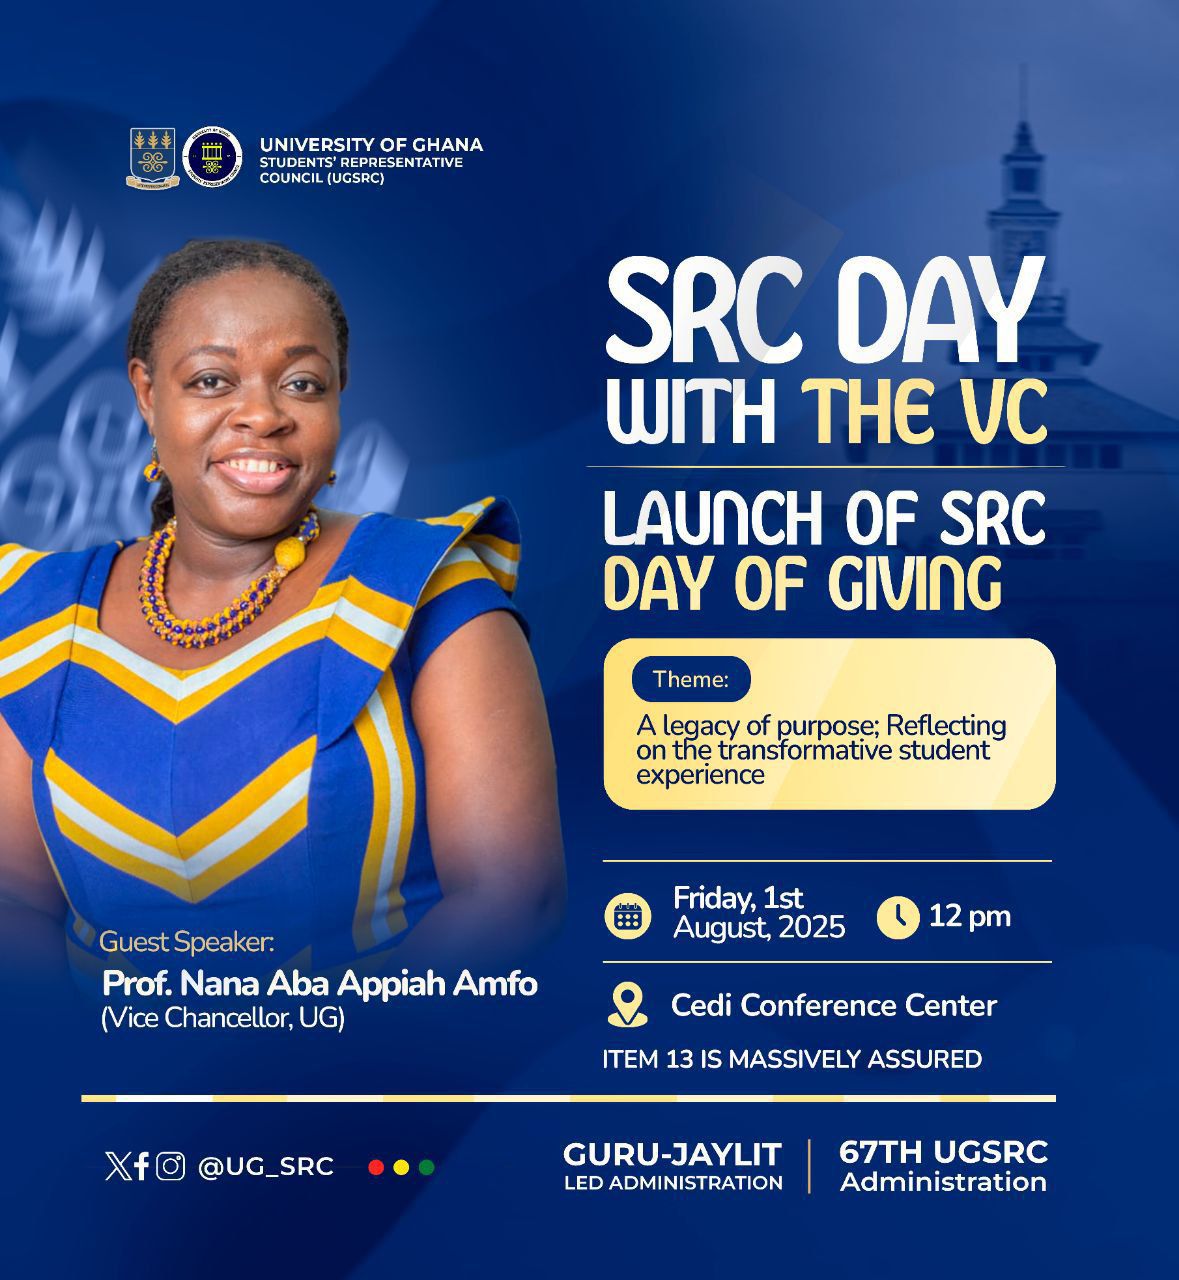 UNIVERSITY OF GHANA
STUDENTS' REPRESENTATIVE
COUNCIL (UGSRC)
SRC DAY
WITH THE VC
LAUNCH OF SRC
DAY OF GIVING
Theme:
A legacy of purpose; Reflecting
on the transformative student
experience
Friday, 1st
August, 2025
12 pm
Cedi Conference Center
ITEM 13 IS MASSIVELY ASSURED
Guest Speaker:
Prof. Nana Aba Appiah Amfo
(Vice Chancellor, UG)
@UG_SRC
GURU-JAYLIT
LED ADMINISTRATION
67TH UGSRC
Administration